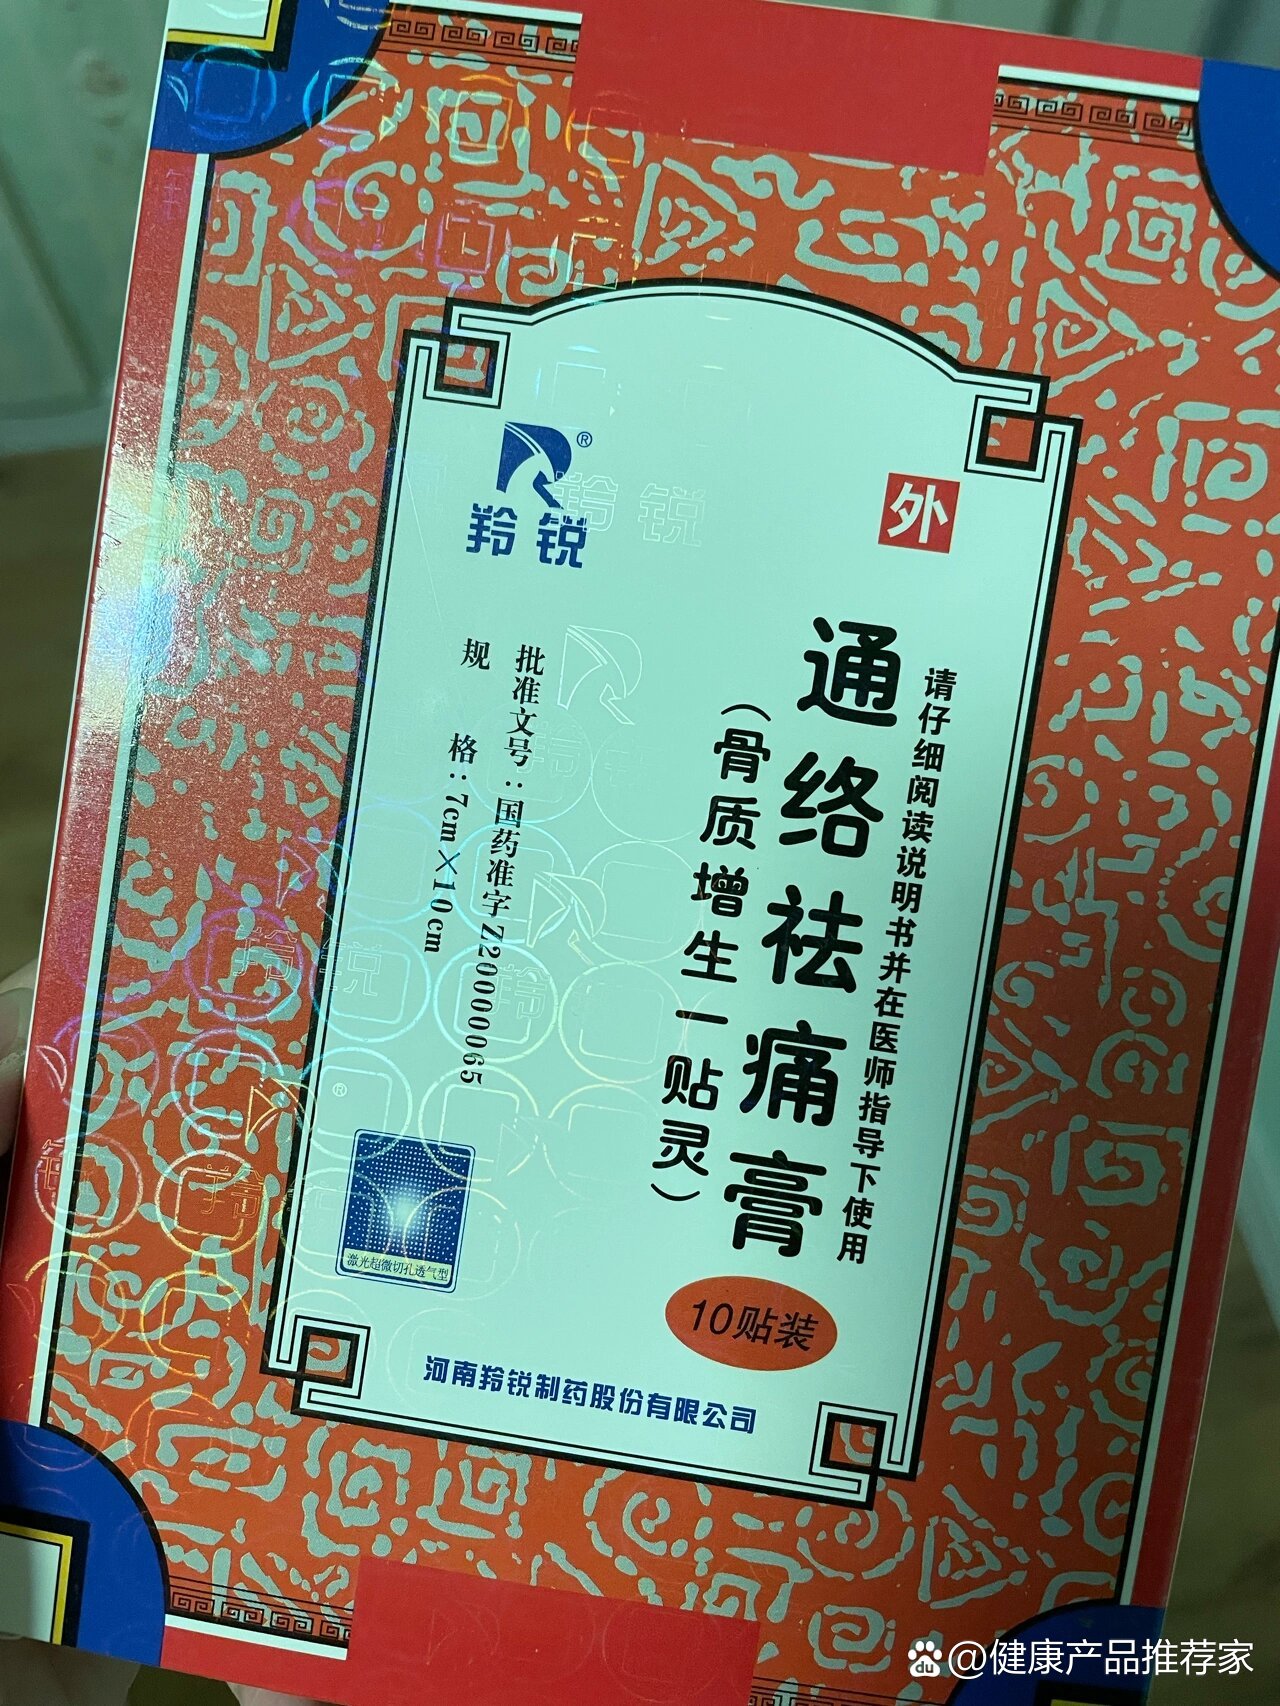 羚锐®
羚锐
外
请仔细阅读说明书并在医师指导下使用
通络祛痛膏
（骨质增生一贴灵）
批准文号：国药准字Z20000065
规格：7cm×10cm
激光超微切孔透气型
10贴装
河南羚锐制药股份有限公司
@健康产品推荐家